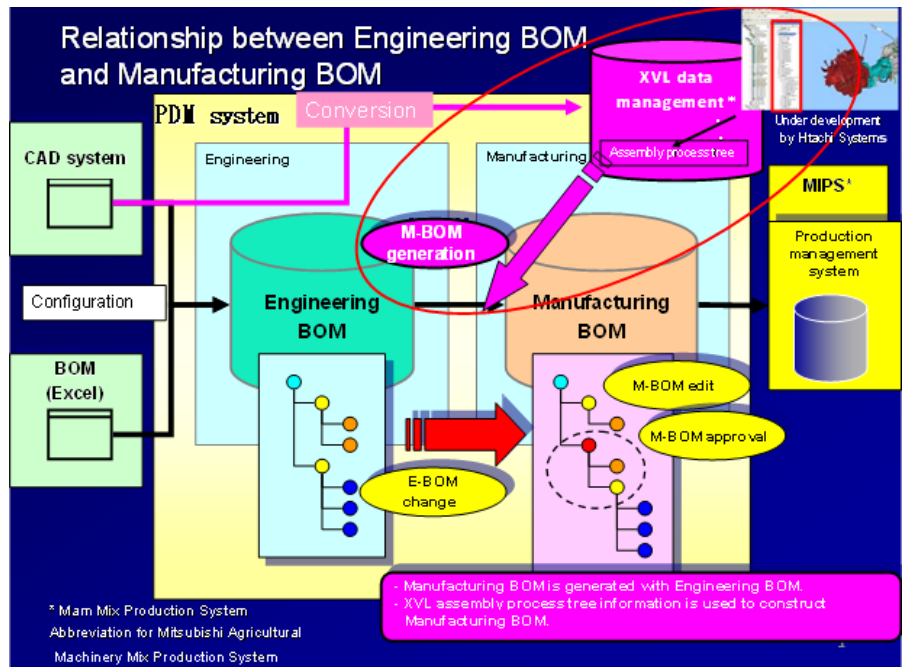 Relationship between Engineering BOM
and Manufacturing BOM
XVL data
management *
Assembly process tree
Under development
by Htachi Systems
PDM system
Conversion
CAD system
Engineering
Manufacturing
MIPS*
M-BOM
generation
Production
management
system
Configuration
Engineering
BOM
Manufacturing
BOM
BOM
(Excel)
M-BOM edit
M-BOM approval
E-BOM
change
- Manufacturing BOM is generated with Engineering BOM.
- XVL assembly process tree information is used to construct
Manufacturing BOM.
* Mam Mix Production System
Abbreviation for Mitsubishi Agricultural
Machinery Mix Production System